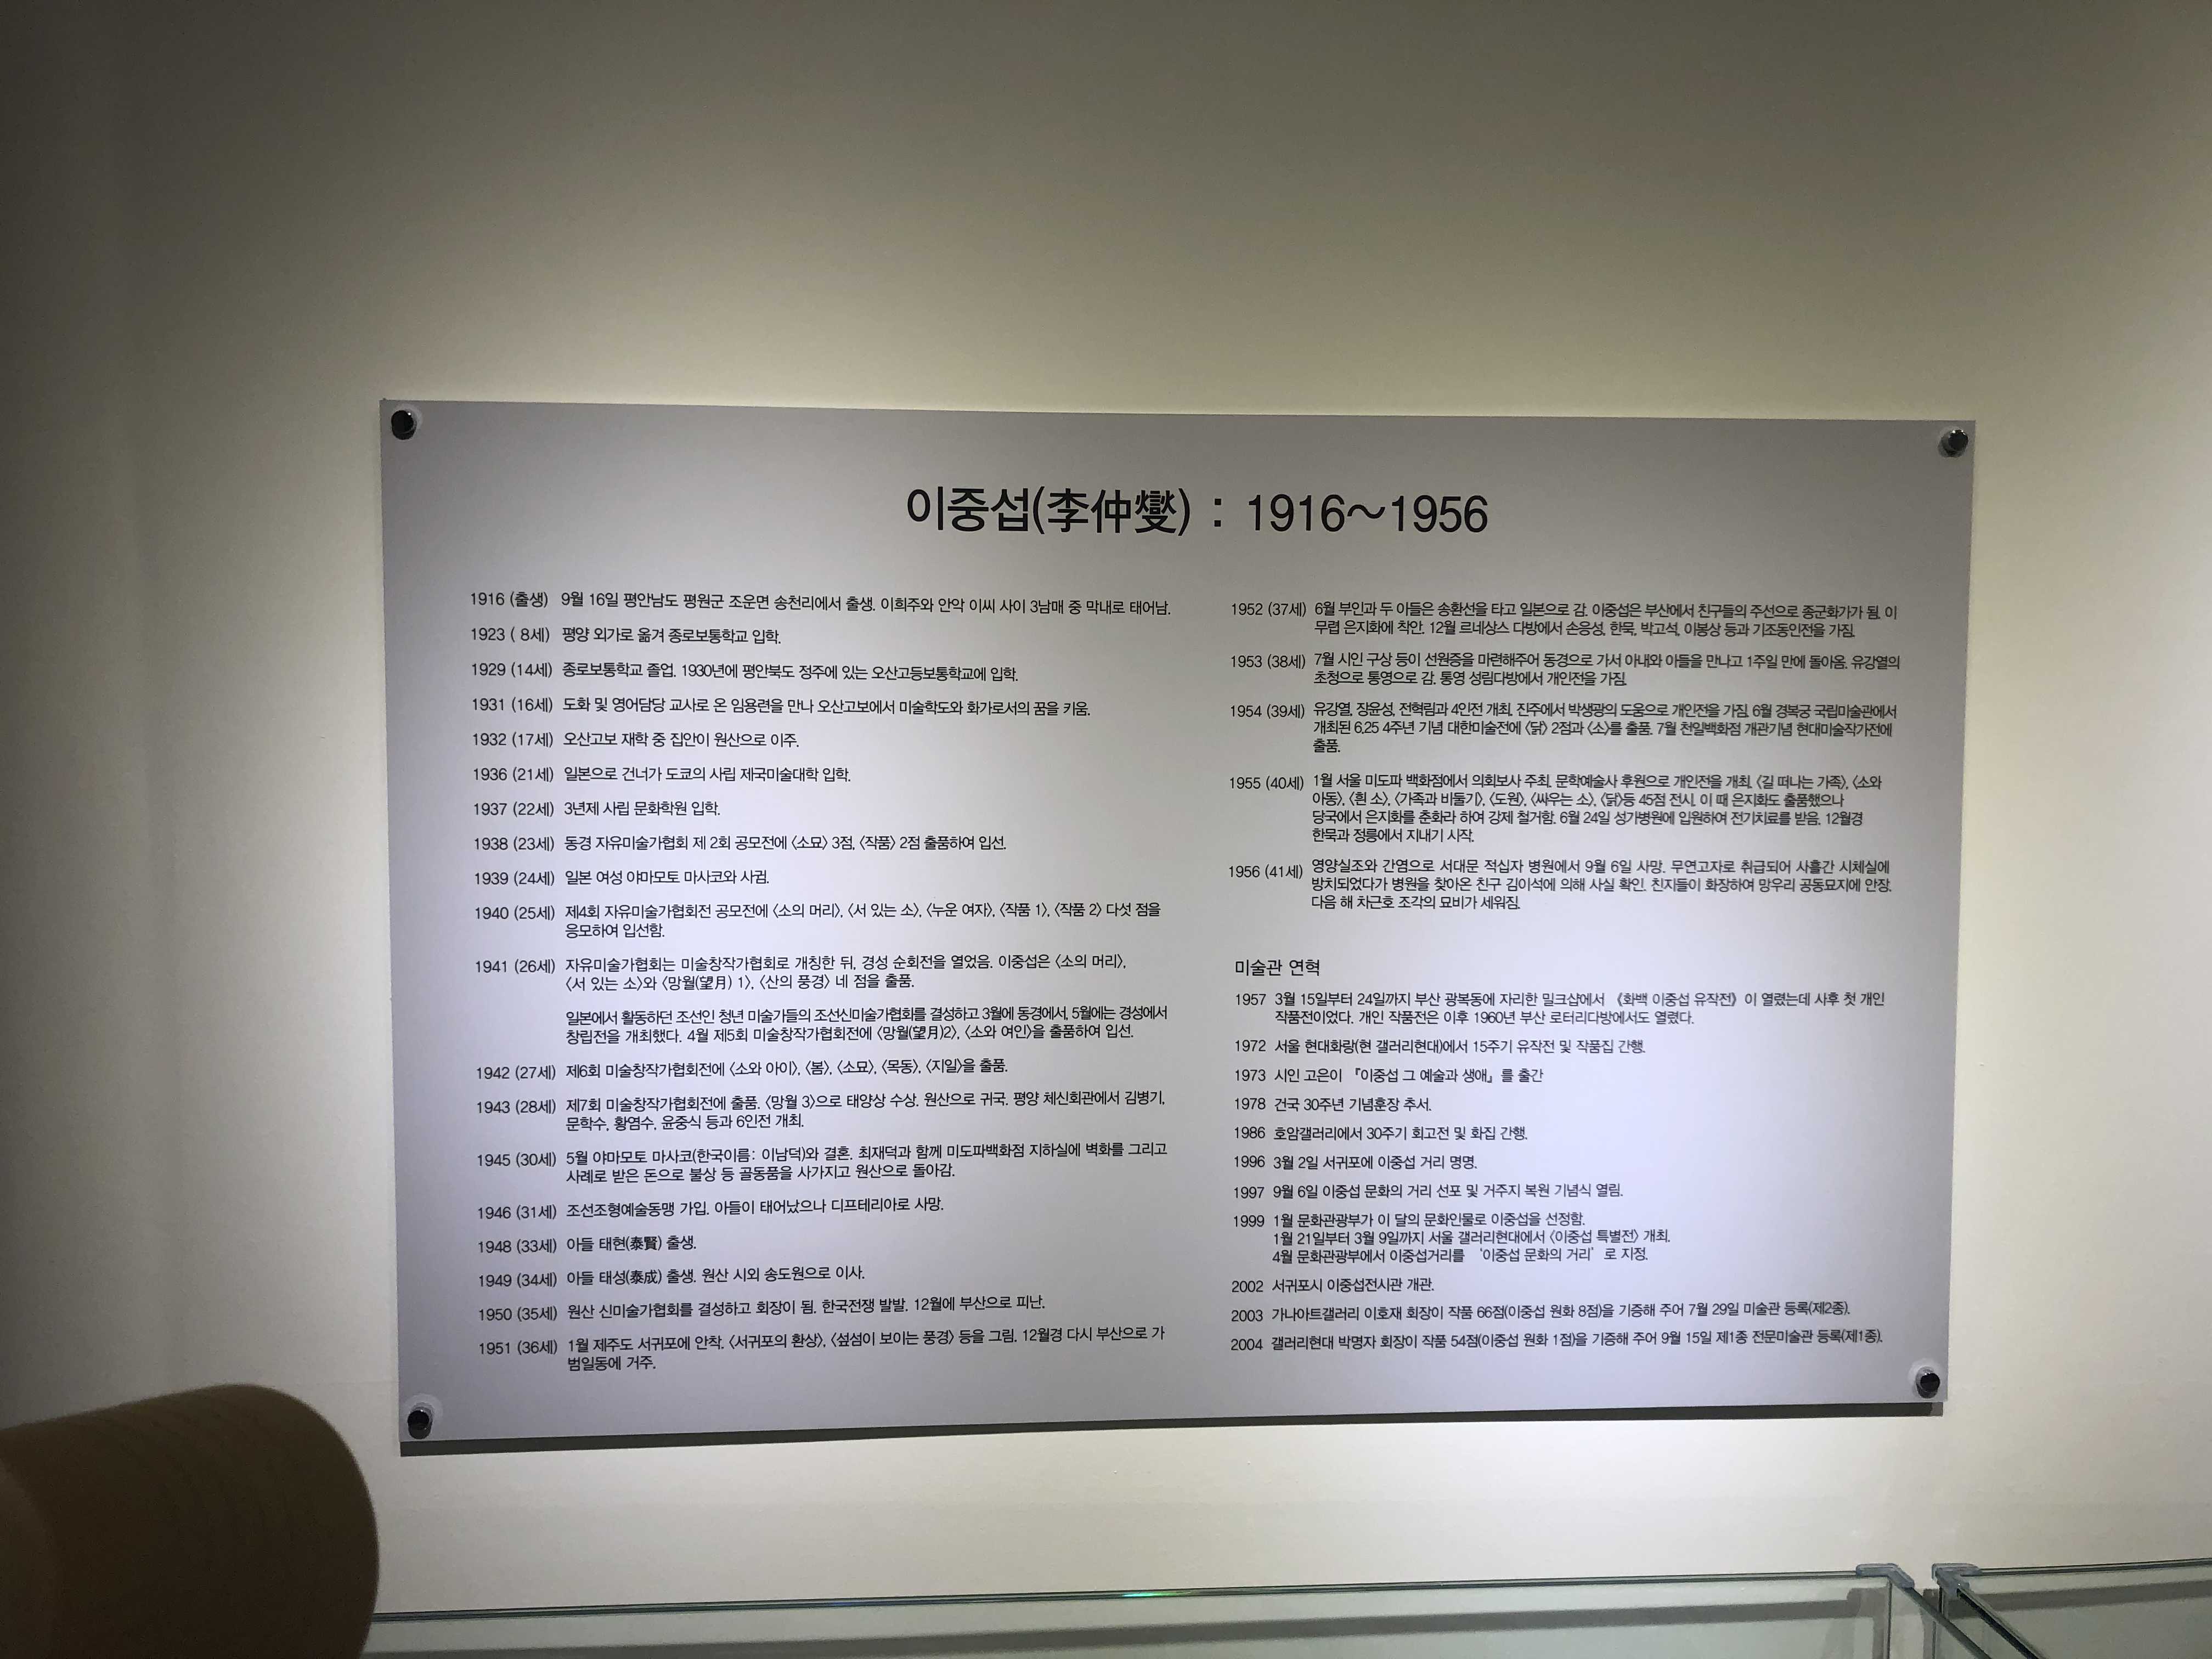 이중섭(李仲燮) : 1916~1956
1916 (출생) 9월 16일 평안남도 평원군 조운면 송천리에서 출생. 이희주와 안악 이씨 사이 3남매 중 막내로 태어남.
1923 ( 8세) 평양 외가로 옮겨 종로보통학교 입학.
1929 (14세) 종로보통학교 졸업. 1930년에 평안북도 정주에 있는 오산고등보통학교에 입학.
1931 (16세) 도화 및 영어담당 교사로 온 임용련을 만나 오산고보에서 미술학도와 화가로서의 꿈을 키움.
1932 (17세) 오산고보 재학 중 집안이 원산으로 이주.
1936 (21세) 일본으로 건너가 도쿄의 사립 제국미술대학 입학.
1937 (22세) 3년제 사립 문화학원 입학.
1938 (23세) 동경 자유미술가협회 제 2회 공모전에 〈소묘〉 3점, 〈작품〉 2점 출품하여 입선.
1939 (24세) 일본 여성 야마모토 마사코와 사귐.
1940 (25세) 제4회 자유미술가협회전 공모전에 〈소의 머리〉, 〈서 있는 소〉, 〈누운 여자〉, 〈작품 1〉, 〈작품 2〉 다섯 점을
응모하여 입선함.
1941 (26세) 자유미술가협회는 미술창작가협회로 개칭한 뒤, 경성 순회전을 열었음. 이중섭은 〈소의 머리〉,
〈서 있는 소〉와 〈망월(望月) 1〉, 〈산의 풍경〉 네 점을 출품.
일본에서 활동하던 조선인 청년 미술가들의 조선신미술가협회를 결성하고 3월에 동경에서, 5월에는 경성에서
창립전을 개최했다. 4월 제5회 미술창작가협회전에 〈망월(望月)2〉, 〈소와 여인〉을 출품하여 입선.
1942 (27세) 제6회 미술창작가협회전에 〈소와 아이〉, 〈봄〉, 〈소묘〉, 〈목동〉, 〈지일〉을 출품.
1943 (28세) 제7회 미술창작가협회전에 출품. 〈망월 3〉으로 태양상 수상. 원산으로 귀국. 평양 체신회관에서 김병기,
문학수, 황염수, 윤중식 등과 6인전 개최.
1945 (30세) 5월 야마모토 마사코(한국이름: 이남덕)와 결혼. 최재덕과 함께 미도파백화점 지하실에 벽화를 그리고
사례로 받은 돈으로 불상 등 골동품을 사가지고 원산으로 돌아감.
1946 (31세) 조선조형예술동맹 가입. 아들이 태어났으나 디프테리아로 사망.
1948 (33세) 아들 태현(泰賢) 출생.
1949 (34세) 아들 태성(泰成) 출생. 원산 시외 송도원으로 이사.
1950 (35세) 원산 신미술가협회를 결성하고 회장이 됨. 한국전쟁 발발. 12월에 부산으로 피난.
1951 (36세) 1월 제주도 서귀포에 안착. 〈서귀포의 환상〉, 〈섶섬이 보이는 풍경〉 등을 그림. 12월경 다시 부산으로 가
범일동에 거주.
1952 (37세) 6월 부인과 두 아들은 송환선을 타고 일본으로 감. 이중섭은 부산에서 친구들의 주선으로 종군화가가 됨. 이
무렵 은지화에 착안. 12월 르네상스 다방에서 손응성, 한묵, 박고석, 이봉상 등과 기조동인전을 가짐.
1953 (38세) 7월 시인 구상 등이 선원증을 마련해주어 동경으로 가서 아내와 아들을 만나고 1주일 만에 돌아옴. 유강열의
초청으로 통영으로 감. 통영 성림다방에서 개인전을 가짐.
1954 (39세) 유강열, 장윤성, 전혁림과 4인전 개최, 진주에서 박생광의 도움으로 개인전을 가짐. 6월 경복궁 국립미술관에서
개최된 6.25 4주년 기념 대한미술전에 〈닭〉 2점과 〈소〉를 출품. 7월 천일백화점 개관기념 현대미술작가전에
출품.
1955 (40세) 1월 서울 미도파 백화점에서 의회보사 주최, 문학예술사 후원으로 개인전을 개최. 〈길 떠나는 가족〉, 〈소와
아동〉, 〈흰 소〉, 〈가족과 비둘기〉, 〈도원〉, 〈싸우는 소〉, 〈닭〉등 45점 전시. 이 때 은지화도 출품했으나
당국에서 은지화를 춘화라 하여 강제 철거함. 6월 24일 성가병원에 입원하여 전기치료를 받음. 12월경
한묵과 정릉에서 지내기 시작.
1956 (41세) 영양실조와 간염으로 서대문 적십자 병원에서 9월 6일 사망. 무연고자로 취급되어 사흘간 시체실에
방치되었다가 병원을 찾아온 친구 김이석에 의해 사실 확인. 친지들이 화장하여 망우리 공동묘지에 안장.
다음 해 차근호 조각의 묘비가 세워짐.
미술관 연혁
1957 3월 15일부터 24일까지 부산 광복동에 자리한 밀크샵에서 《화백 이중섭 유작전》이 열렸는데 사후 첫 개인
작품전이었다. 개인 작품전은 이후 1960년 부산 로터리다방에서도 열렸다.
1972 서울 현대화랑(현 갤러리현대)에서 15주기 유작전 및 작품집 간행.
1973 시인 고은이 『이중섭 그 예술과 생애』를 출간
1978 건국 30주년 기념훈장 추서.
1986 호암갤러리에서 30주기 회고전 및 화집 간행.
1996 3월 2일 서귀포에 이중섭 거리 명명.
1997 9월 6일 이중섭 문화의 거리 선포 및 거주지 복원 기념식 열림.
1999 1월 문화관광부가 이 달의 문화인물로 이중섭을 선정함.
1월 21일부터 3월 9일까지 서울 갤러리현대에서 〈이중섭 특별전〉 개최.
4월 문화관광부에서 이중섭거리를 ‘이중섭 문화의 거리’로 지정.
2002 서귀포시 이중섭전시관 개관.
2003 가나아트갤러리 이호재 회장이 작품 66점(이중섭 원화 8점)을 기증해 주어 7월 29일 미술관 등록(제2종).
2004 갤러리현대 박명자 회장이 작품 54점(이중섭 원화 1점)을 기증해 주어 9월 15일 제1종 전문미술관 등록(제1종).